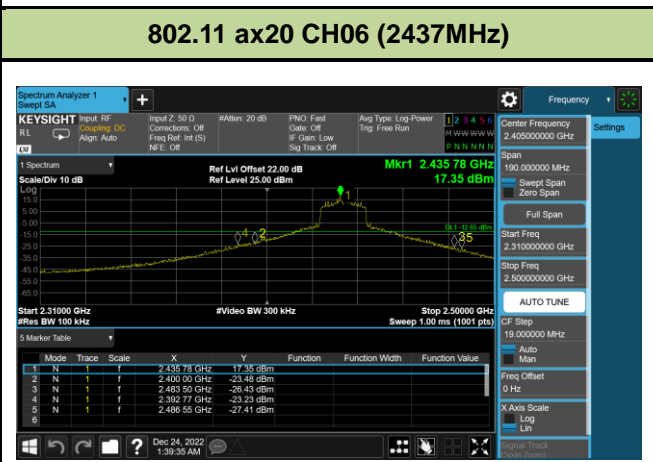 802.11 ax20 CH06 (2437MHz)
Spectrum Analyzer 1
Swept SA
Frequency
KEYSIGHT Input: RF Input Z: 50 Ω #Atten: 20 dB PNO: Fast Avg Type: Log-Power 1 2 3 4 5 6
RL Coupling: DC Corrections: Off Gate: Off Trig: Free Run M W W W W W
Align: Auto Freq Ref: Int (S) IF Gain: Low P N N N N N
NFE: Off Sig Track: Off
Center Frequency
2.405000000 GHz
Settings
1 Spectrum
Ref Lvl Offset 22.00 dB
Mkr1 2.435 78 GHz
Scale/Div 10 dB Ref Level 25.00 dBm 17.35 dBm
Log
15.0
5.00
-5.00
-15.0
-25.0
-35.0
-45.0
-55.0
-65.0
1
DL1 -12.65 dBm
Start 2.31000 GHz #Video BW 300 kHz Stop 2.50000 GHz
#Res BW 100 kHz Sweep 1.00 ms (1001 pts)
Span
190.000000 MHz
Swept Span
Zero Span
Full Span
Start Freq
2.310000000 GHz
Stop Freq
2.500000000 GHz
AUTO TUNE
CF Step
19.000000 MHz
Auto
Man
Freq Offset
0 Hz
X Axis Scale
Log
Lin
Signal Track
(Span Zoom)
5 Marker Table
Mode Trace Scale X Y Function Function Width Function Value
1 N 1 f 2.435 78 GHz 17.35 dBm
2 N 1 f 2.400 00 GHz -23.48 dBm
3 N 1 f 2.483 50 GHz -26.43 dBm
4 N 1 f 2.392 77 GHz -23.23 dBm
5 N 1 f 2.486 55 GHz -27.41 dBm
6
Dec 24, 2022
1:39:35 AM